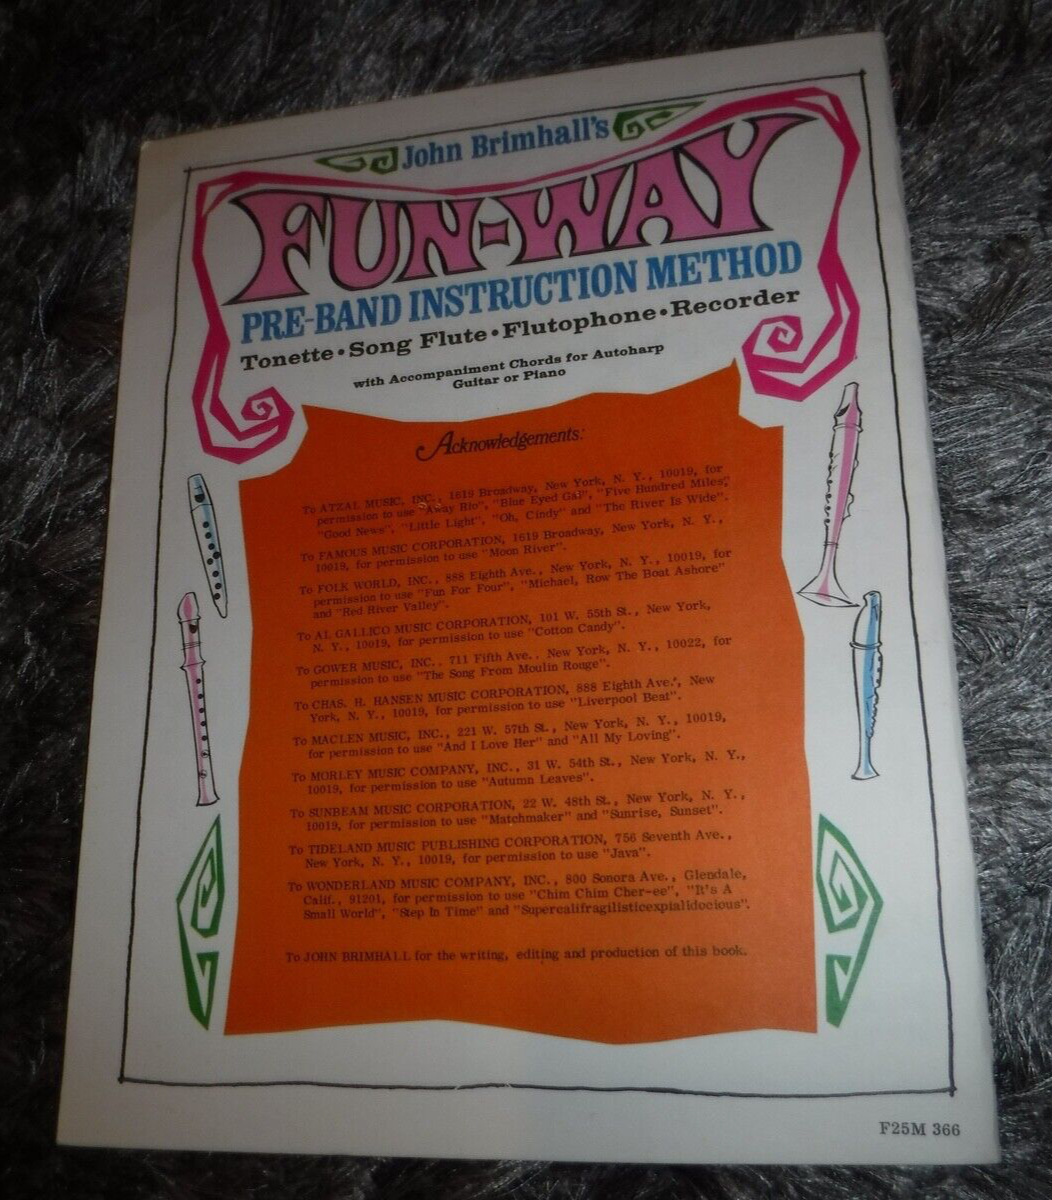 John Brimhall's
FUN-WAY
PRE-BAND INSTRUCTION METHOD
Tonette • Song Flute • Flutophone • Recorder
with Accompaniment Chords for Autoharp
Guitar or Piano
Acknowledgements:
To ATZAL MUSIC, INC., 1619 Broadway, New York, N. Y., 10019, for
permission to use "Away Rio", "Blue Eyed Gal", "Five Hundred Miles",
"Good News", "Little Light", "Oh, Cindy" and "The River Is Wide".
To FAMOUS MUSIC CORPORATION, 1619 Broadway, New York, N. Y.,
10019, for permission to use "Moon River".
To FOLK WORLD, INC., 888 Eighth Ave., New York, N. Y., 10019, for
permission to use "Fun For Four", "Michael, Row The Boat Ashore"
and "Red River Valley".
To AL GALLICO MUSIC CORPORATION, 101 W. 55th St., New York,
N. Y., 10019, for permission to use "Cotton Candy".
To GOWER MUSIC, INC., 711 Fifth Ave., New York, N. Y., 10022, for
permission to use "The Song From Moulin Rouge".
To CHAS. H. HANSEN MUSIC CORPORATION, 888 Eighth Ave., New
York, N. Y., 10019, for permission to use "Liverpool Beat".
To MACLEN MUSIC, INC., 221 W. 57th St., New York, N. Y., 10019,
for permission to use "And I Love Her" and "All My Loving".
To MORLEY MUSIC COMPANY, INC., 31 W. 54th St., New York, N. Y.,
10019, for permission to use "Autumn Leaves".
To SUNBEAM MUSIC CORPORATION, 22 W. 48th St., New York, N. Y.,
10019, for permission to use "Matchmaker" and "Sunrise, Sunset".
To TIDELAND MUSIC PUBLISHING CORPORATION, 756 Seventh Ave.,
New York, N. Y., 10019, for permission to use "Java".
To WONDERLAND MUSIC COMPANY, INC., 800 Sonora Ave., Glendale,
Calif., 91201, for permission to use "Chim Chim Cher-ee", "It's A
Small World", "Step In Time" and "Supercalifragilisticexpialidocious".
To JOHN BRIMHALL for the writing, editing and production of this book.
F25M 366